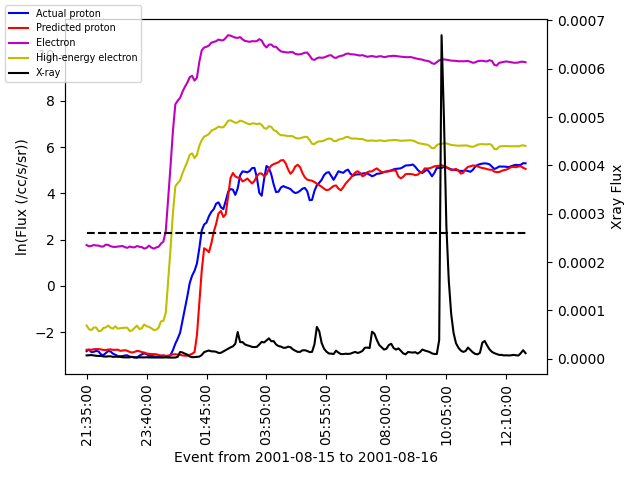 Actual proton
Predicted proton
Electron
High-energy electron
X-ray
ln(Flux (/cc/s/sr))
8
6
4
2
0
−2
0.0007
0.0006
0.0005
0.0004
0.0003
0.0002
0.0001
0.0000
Xray Flux
21:35:00
23:40:00
01:45:00
03:50:00
05:55:00
08:00:00
10:05:00
12:10:00
Event from 2001-08-15 to 2001-08-16